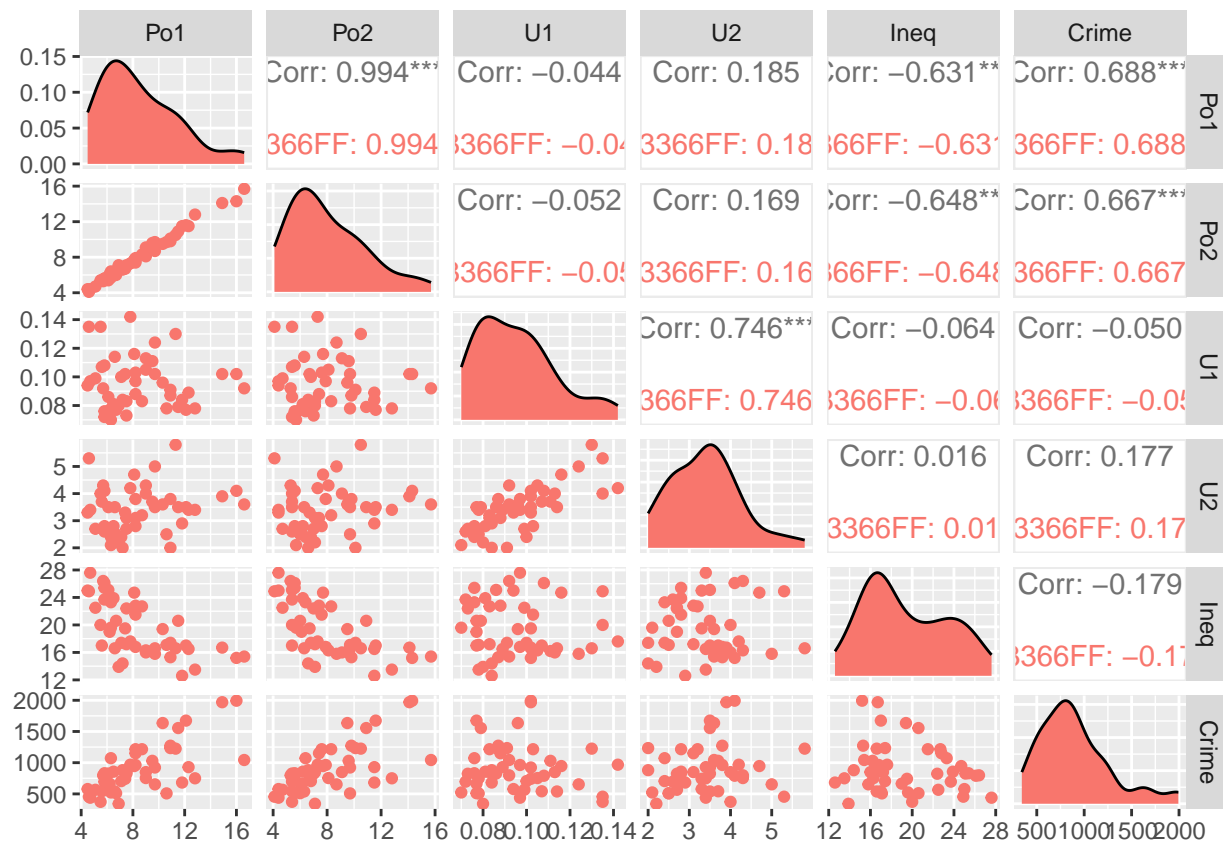 Po1 Po2 U1 U2 Ineq Crime
0.15
0.10
0.05
0.00
Corr: 0.994***
366FF: 0.994
Corr: −0.044
3366FF: −0.04
Corr: 0.185
3366FF: 0.18
Corr: −0.631**
366FF: −0.631
Corr: 0.688***
366FF: 0.688
Po1
16
12
8
4
Corr: −0.052
3366FF: −0.05
Corr: 0.169
3366FF: 0.16
Corr: −0.648**
366FF: −0.648
Corr: 0.667***
366FF: 0.667
Po2
0.14
0.12
0.10
0.08
Corr: 0.746***
366FF: 0.746
Corr: −0.064
3366FF: −0.06
Corr: −0.050
3366FF: −0.05
U1
5
4
3
2
Corr: 0.016
3366FF: 0.01
Corr: 0.177
3366FF: 0.17
U2
28
24
20
16
12
Corr: −0.179
3366FF: −0.17
Ineq
2000
1500
1000
500
Crime
4 8 12 16 4 8 12 16 0.08 0.10 0.12 0.14 2 3 4 5 12 16 20 24 28 500 1000 1500 2000